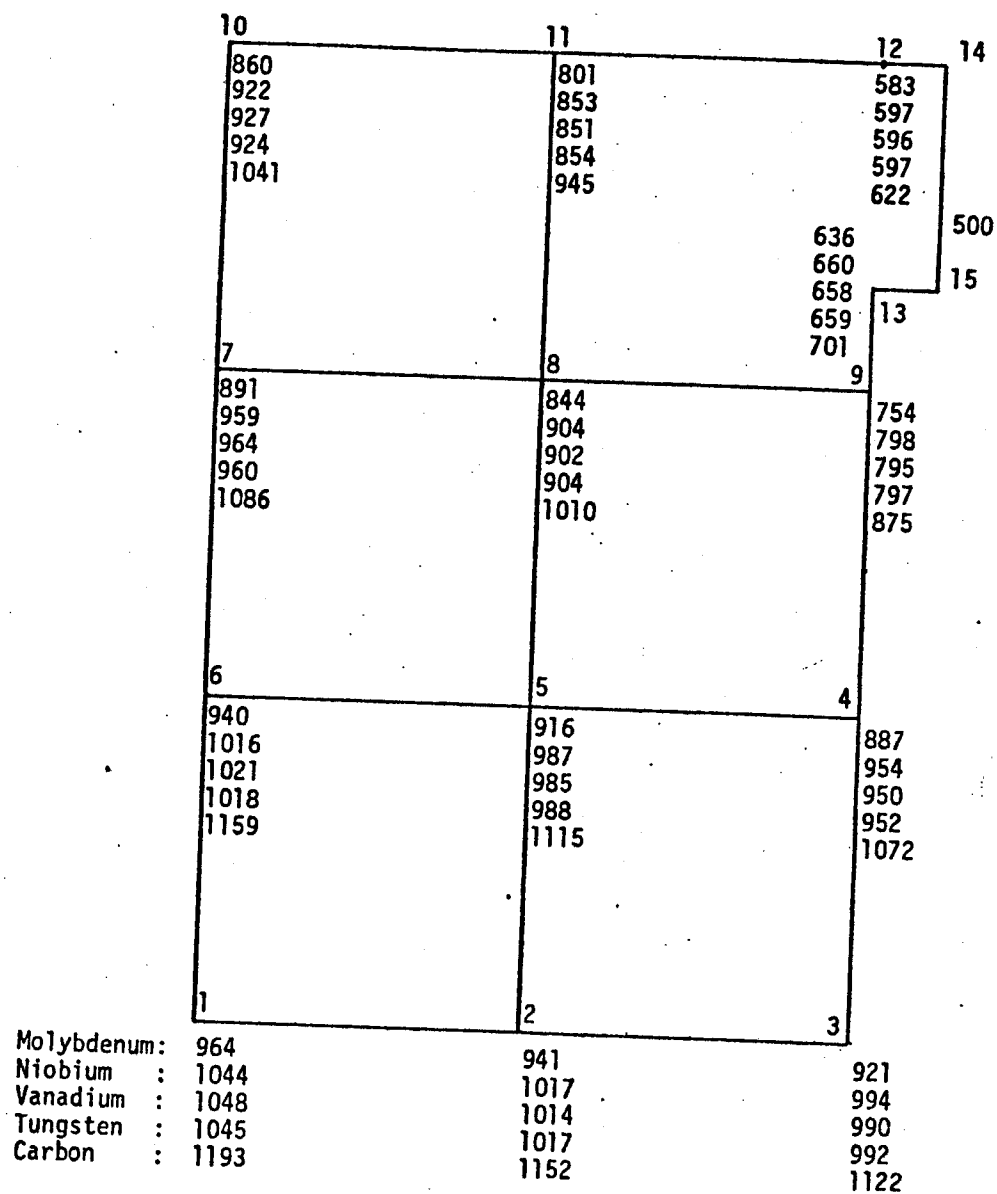 10 11 12 14
860 801 583
922 853 597
927 851 596
924 854 597
1041 945 622
500
636
660
658
659
701
15
13
7 8 9
891 844 754
959 904 798
964 902 795
960 904 797
1086 1010 875
6 5 4
940 916 887
1016 987 954
1021 985 950
1018 988 952
1159 1115 1072
1 2 3
Molybdenum: 964 941 921
Niobium : 1044 1017 994
Vanadium : 1048 1014 990
Tungsten : 1045 1017 992
Carbon : 1193 1152 1122